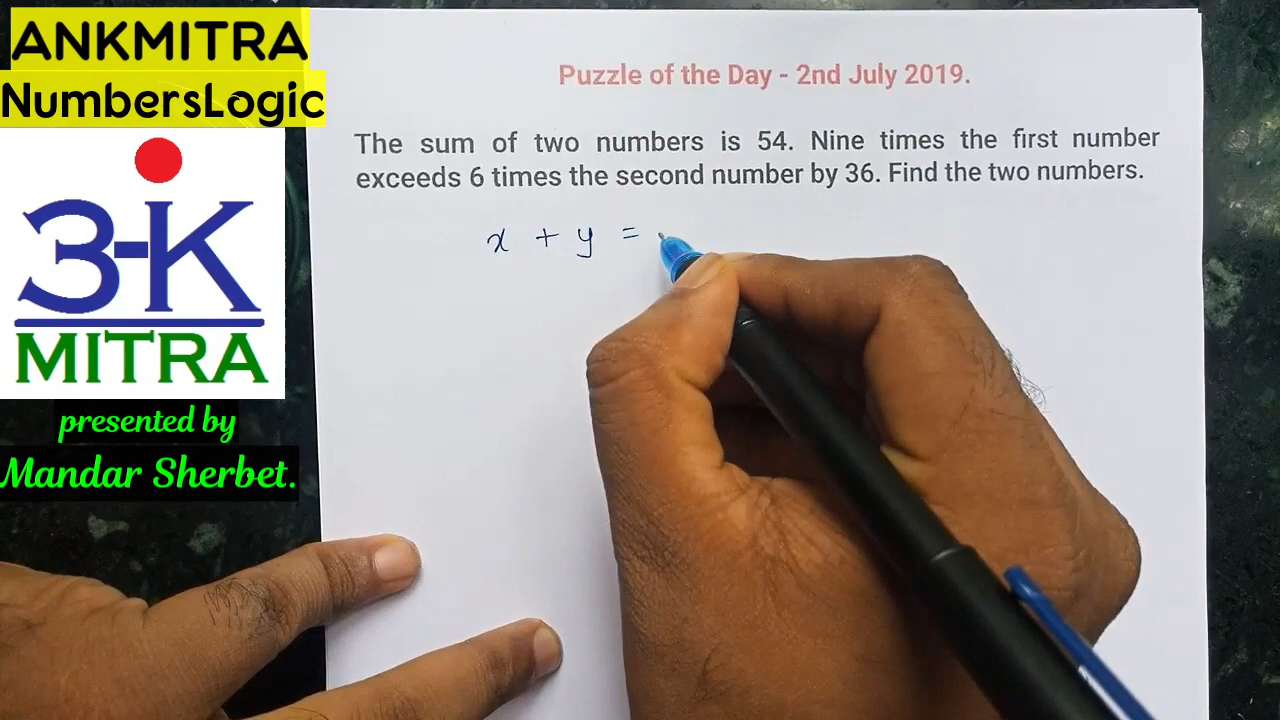 ANKMITRA
NumbersLogic
3-K
MITRA
presented by
Mandar Sherbet.
Puzzle of the Day - 2nd July 2019.
The sum of two numbers is 54. Nine times the first number
exceeds 6 times the second number by 36. Find the two numbers.
x + y =